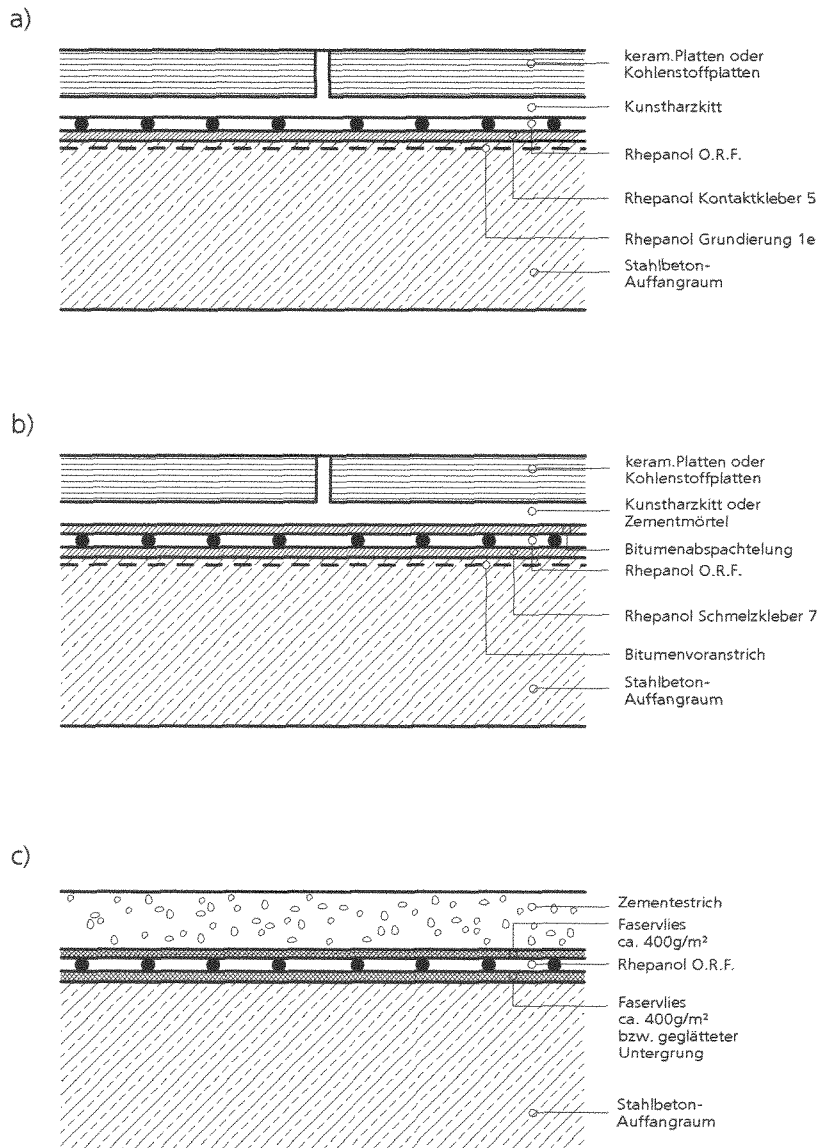 a)
keram.Platten oder
Kohlenstoffplatten
Kunstharzkitt
Rhepanol O.R.F.
Rhepanol Kontaktkleber 5
Rhepanol Grundierung 1e
Stahlbeton-
Auffangraum
b)
keram.Platten oder
Kohlenstoffplatten
Kunstharzkitt oder
Zementmörtel
Bitumenabspachtelung
Rhepanol O.R.F.
Rhepanol Schmelzkleber 7
Bitumenvoranstrich
Stahlbeton-
Auffangraum
c)
Zementestrich
Faservlies
ca. 400g/m²
Rhepanol O.R.F.
Faservlies
ca. 400g/m²
bzw. geglätteter
Untergrung
Stahlbeton-
Auffangraum